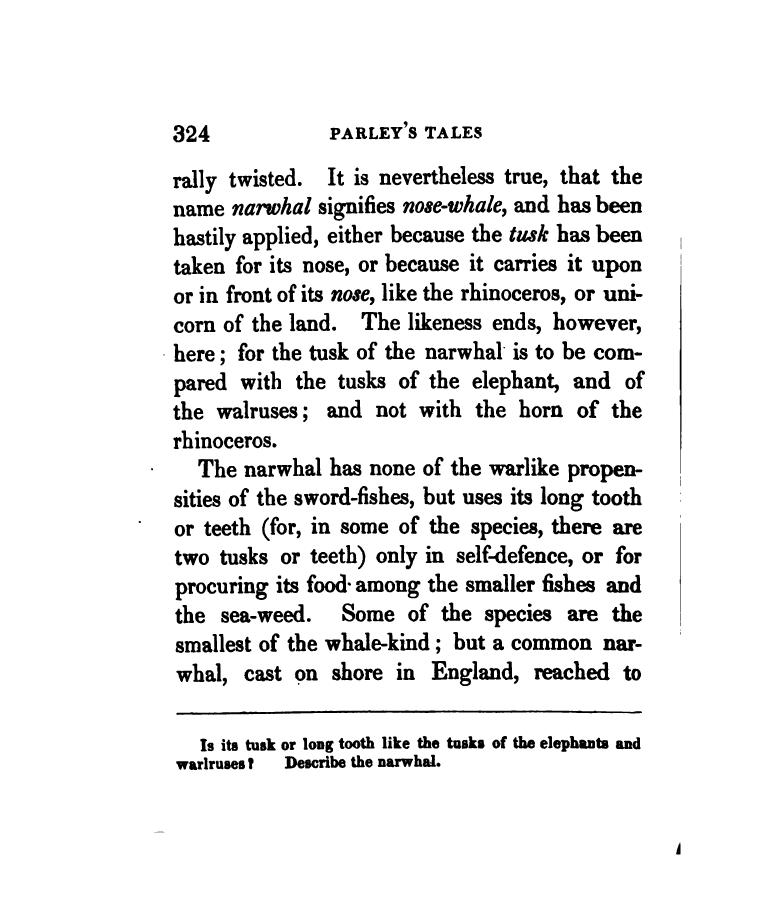 324 PARLEY'S TALES
rally twisted. It is nevertheless true, that the
name narwhal signifies nose-whale, and has been
hastily applied, either because the tusk has been
taken for its nose, or because it carries it upon
or in front of its nose, like the rhinoceros, or uni-
corn of the land. The likeness ends, however,
here; for the tusk of the narwhal is to be com-
pared with the tusks of the elephant, and of
the walruses; and not with the horn of the
rhinoceros.
The narwhal has none of the warlike propen-
sities of the sword-fishes, but uses its long tooth
or teeth (for, in some of the species, there are
two tusks or teeth) only in self-defence, or for
procuring its food among the smaller fishes and
the sea-weed. Some of the species are the
smallest of the whale-kind; but a common nar-
whal, cast on shore in England, reached to
Is its tusk or long tooth like the tusks of the elephants and
warlruses? Describe the narwhal.